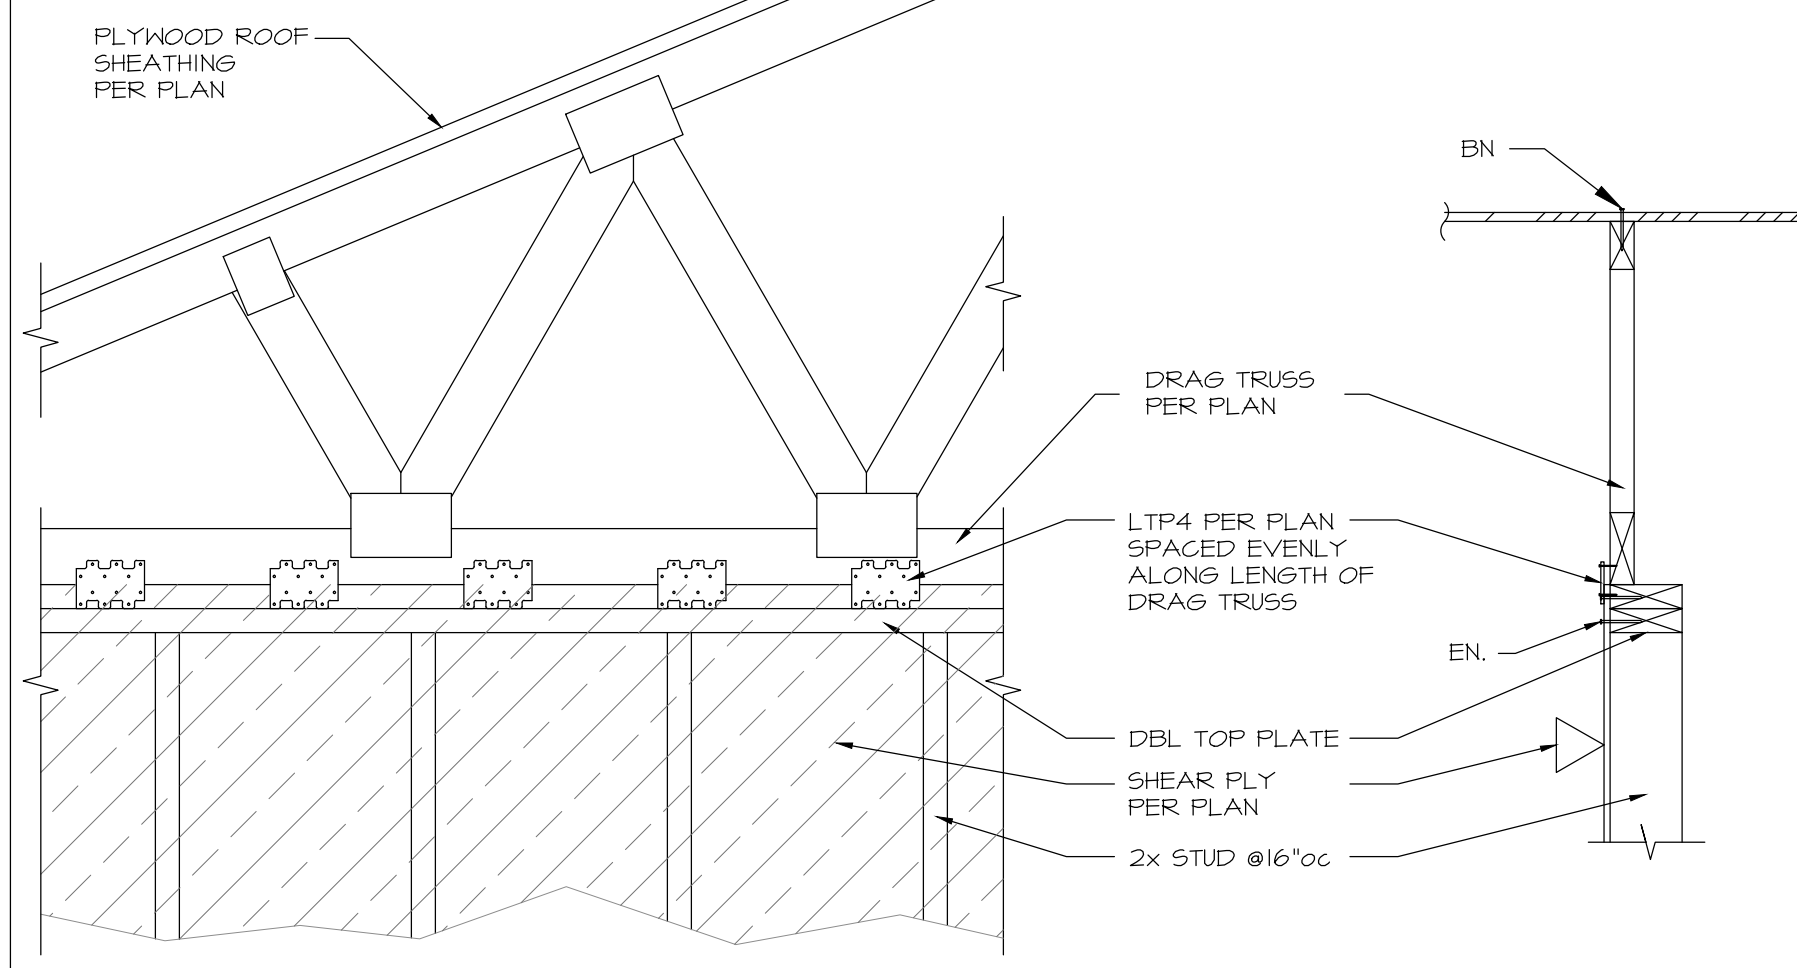 PLYWOOD ROOF
SHEATHING
PER PLAN
BN
DRAG TRUSS
PER PLAN
LTP4 PER PLAN
SPACED EVENLY
ALONG LENGTH OF
DRAG TRUSS
EN.
DBL TOP PLATE
SHEAR PLY
PER PLAN
2x STUD @16"oc